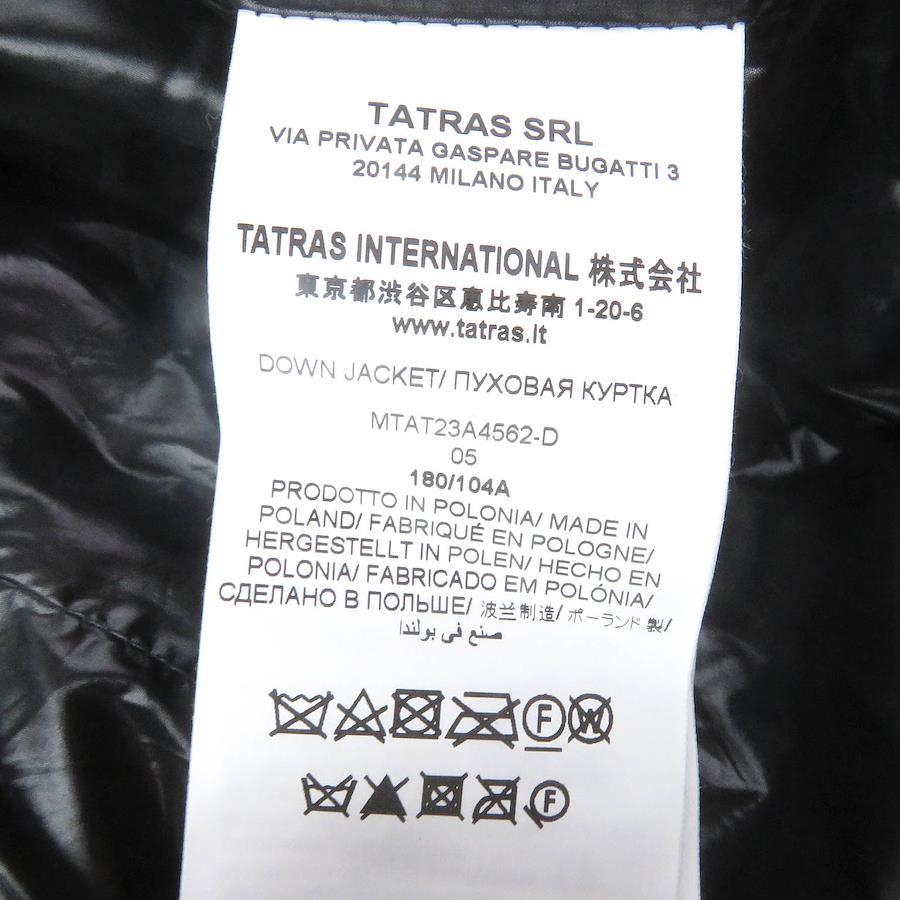 TATRAS SRL
VIA PRIVATA GASPARE BUGATTI 3
20144 MILANO ITALY
TATRAS INTERNATIONAL 株式会社
東京都渋谷区恵比寿南 1-20-6
www.tatras.it
DOWN JACKET/ ПУХОВАЯ КУРТКА
MTAT23A4562-D
05
180/104A
PRODOTTO IN POLONIA/ MADE IN
POLAND/ FABRIQUÉ EN POLOGNE/
HERGESTELLT IN POLEN/ HECHO EN
POLONIA/ FABRICADO EM POLÓNIA/
СДЕЛАНО В ПОЛЬШЕ/ 波兰制造/ ポーランド製/
صنع في بولندا
F W
F